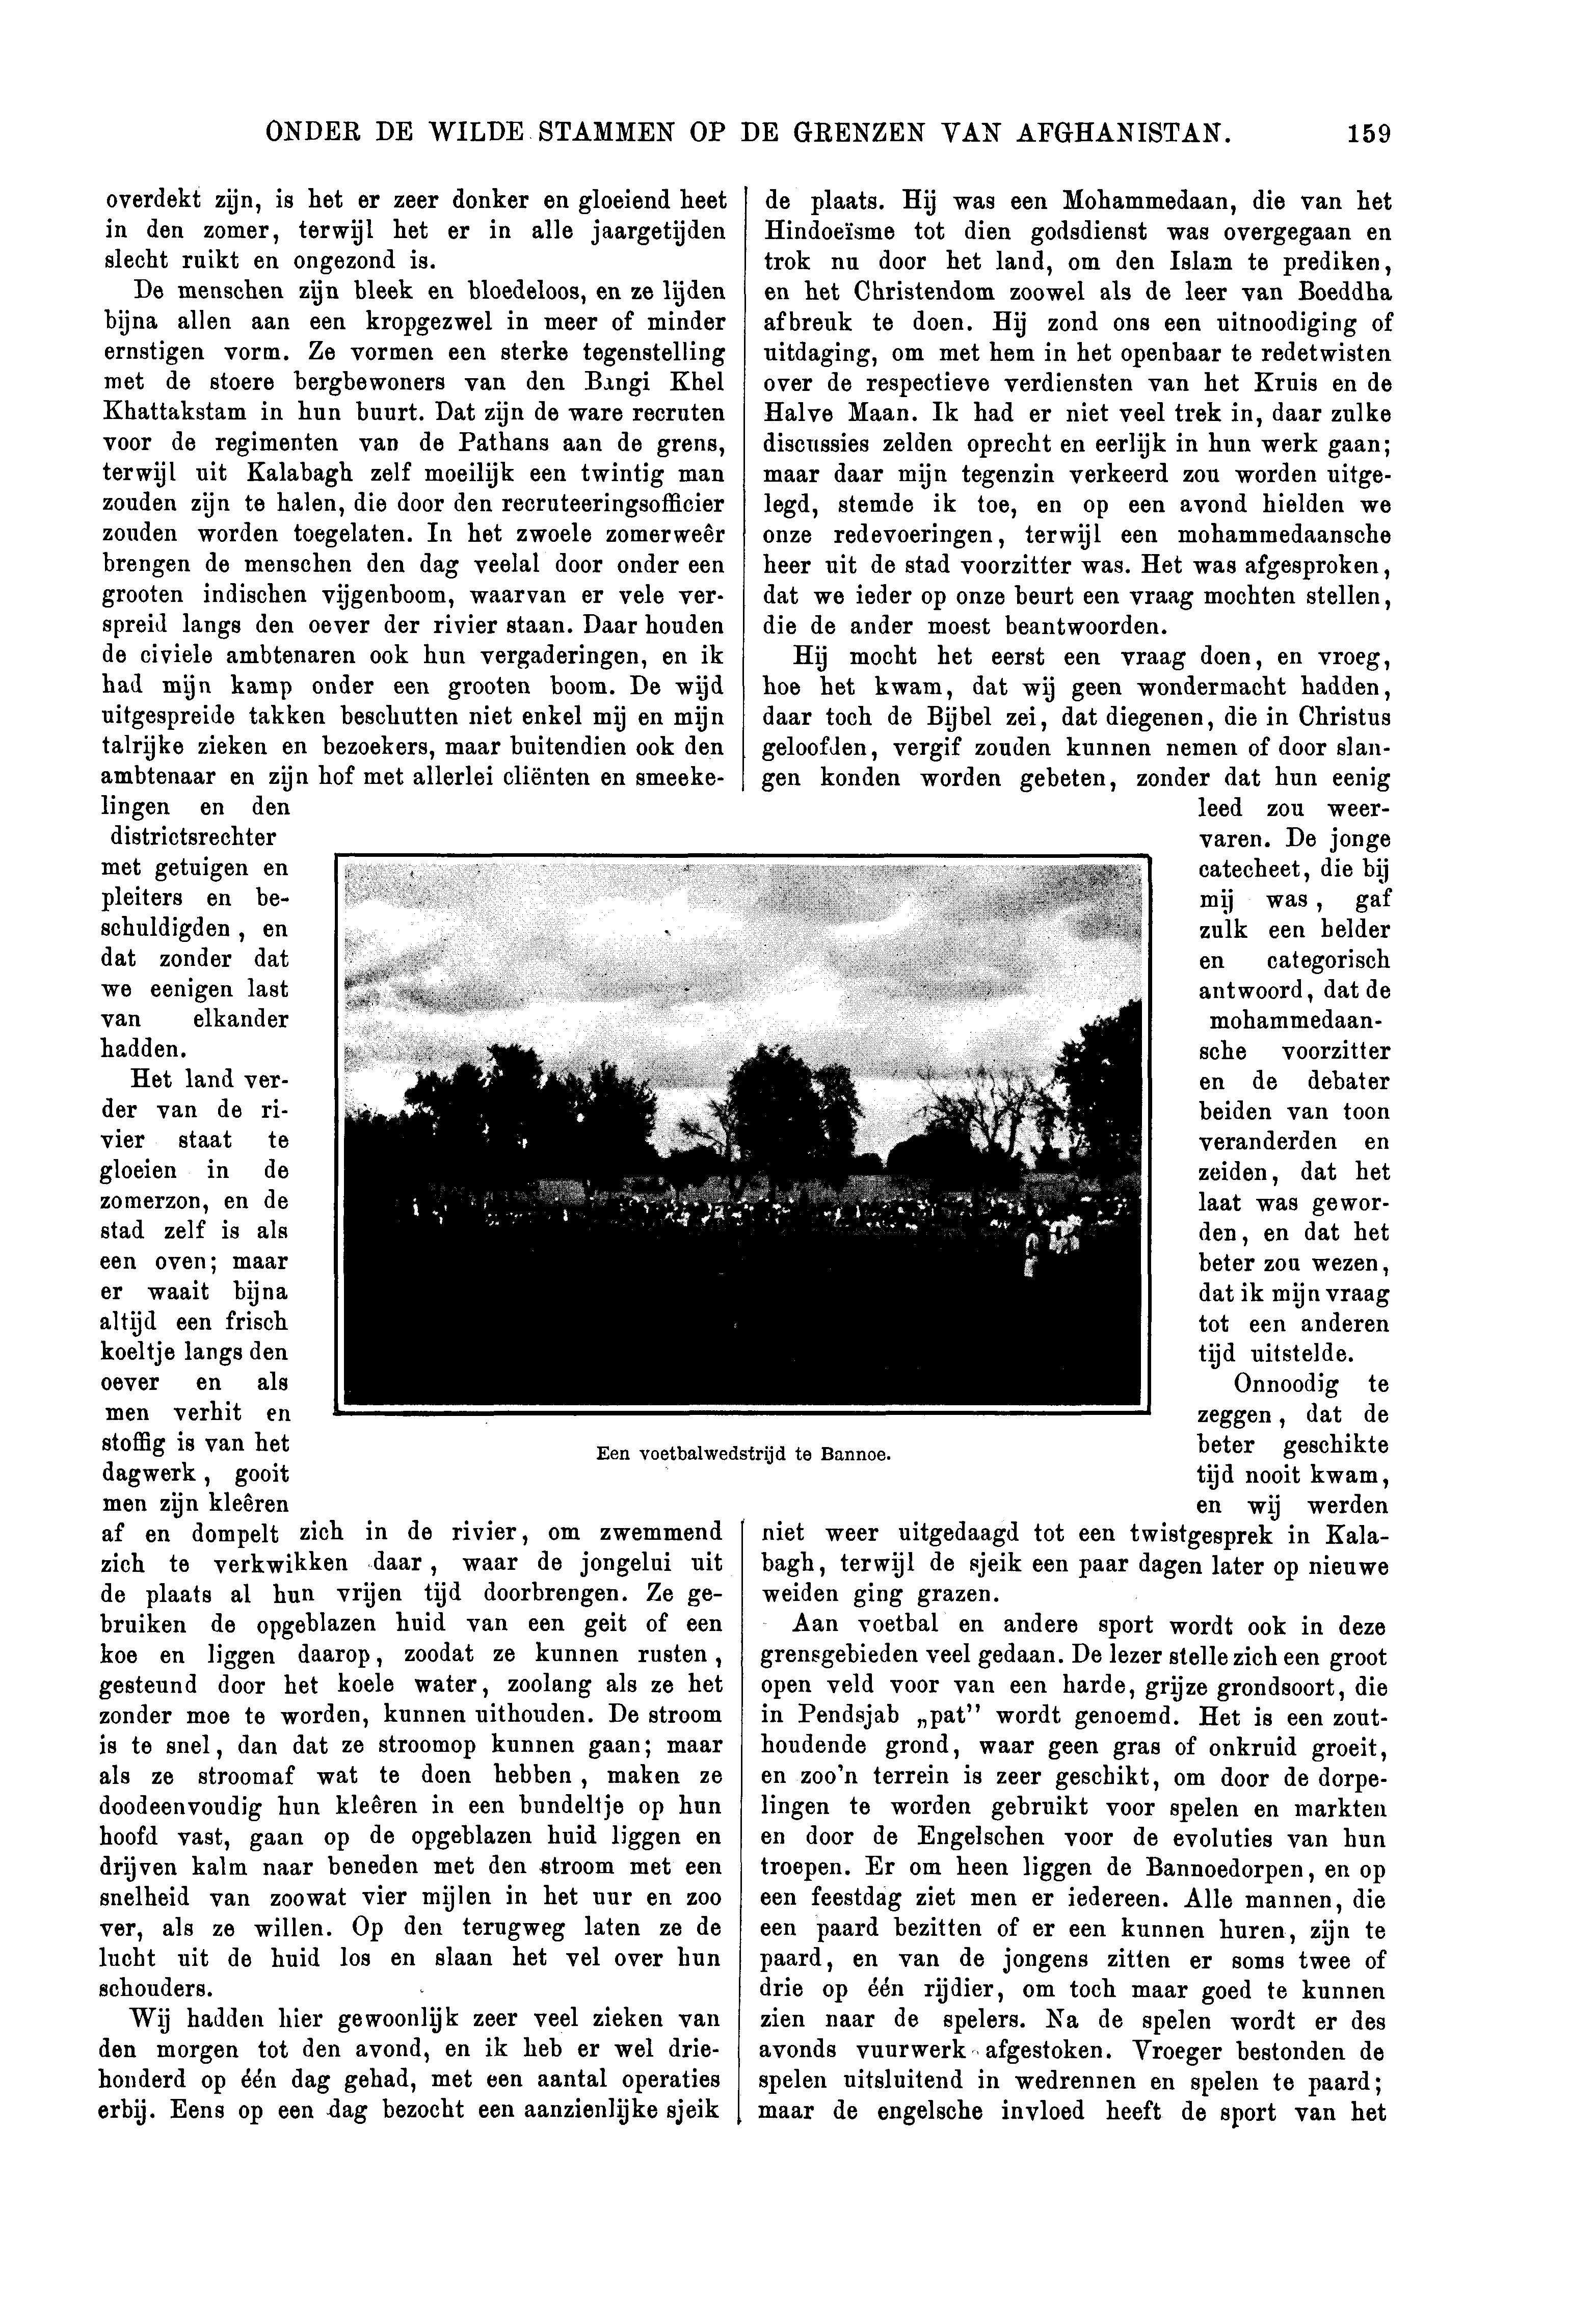 ONDER DE WILDE STAMMEN OP DE GRENZEN VAN AFGHANISTAN. 159
overdekt zijn, is het er zeer donker en gloeiend heet
in den zomer, terwijl het er in alle jaargetijden
slecht ruikt en ongezond is.
De menschen zijn bleek en bloedeloos, en ze lijden
bijna allen aan een kropgezwel in meer of minder
ernstigen vorm. Ze vormen een sterke tegenstelling
met de stoere bergbewoners van den Bangi Khel
Khattakstam in hun buurt. Dat zijn de ware recruten
voor de regimenten van de Pathans aan de grens,
terwijl uit Kalabagh zelf moeilijk een twintig man
zouden zijn te halen, die door den recruteeringsofficier
zouden worden toegelaten. In het zwoele zomerweêr
brengen de menschen den dag veelal door onder een
grooten indischen vijgenboom, waarvan er vele ver-
spreid langs den oever der rivier staan. Daar houden
de civiele ambtenaren ook hun vergaderingen, en ik
had mijn kamp onder een grooten boom. De wijd
uitgespreide takken beschutten niet enkel mij en mijn
talrijke zieken en bezoekers, maar buitendien ook den
ambtenaar en zijn hof met allerlei cliënten en smeeke-
lingen en den
districtsrechter
met getuigen en
pleiters en be-
schuldigden, en
dat zonder dat
we eenigen last
van elkander
hadden.
Het land ver-
der van de ri-
vier staat te
gloeien in de
zomerzon, en de
stad zelf is als
een oven; maar
er waait bijna
altijd een frisch
koeltje langs den
oever en als
men verhit en
stoffig is van het
dagwerk, gooit
men zijn kleêren
af en dompelt zich in de rivier, om zwemmend
zich te verkwikken daar, waar de jongelui uit
de plaats al hun vrijen tijd doorbrengen. Ze ge-
bruiken de opgeblazen huid van een geit of een
koe en liggen daarop, zoodat ze kunnen rusten,
gesteund door het koele water, zoolang als ze het
zonder moe te worden, kunnen uithouden. De stroom
is te snel, dan dat ze stroomop kunnen gaan; maar
als ze stroomaf wat te doen hebben, maken ze
doodeenvoudig hun kleêren in een bundeltje op hun
hoofd vast, gaan op de opgeblazen huid liggen en
drijven kalm naar beneden met den stroom met een
snelheid van zoowat vier mijlen in het uur en zoo
ver, als ze willen. Op den terugweg laten ze de
lucht uit de huid los en slaan het vel over hun
schouders.
Wij hadden hier gewoonlijk zeer veel zieken van
den morgen tot den avond, en ik heb er wel drie-
honderd op één dag gehad, met een aantal operaties
erbij. Eens op een dag bezocht een aanzienlijke sjeik
de plaats. Hij was een Mohammedaan, die van het
Hindoeïsme tot dien godsdienst was overgegaan en
trok nu door het land, om den Islam te prediken,
en het Christendom zoowel als de leer van Boeddha
afbreuk te doen. Hij zond ons een uitnoodiging of
uitdaging, om met hem in het openbaar te redetwisten
over de respectieve verdiensten van het Kruis en de
Halve Maan. Ik had er niet veel trek in, daar zulke
discussies zelden oprecht en eerlijk in hun werk gaan;
maar daar mijn tegenzin verkeerd zou worden uitge-
legd, stemde ik toe, en op een avond hielden we
onze redevoeringen, terwijl een mohammedaansche
heer uit de stad voorzitter was. Het was afgesproken,
dat we ieder op onze beurt een vraag mochten stellen,
die de ander moest beantwoorden.
Hij mocht het eerst een vraag doen, en vroeg,
hoe het kwam, dat wij geen wondermacht hadden,
daar toch de Bijbel zei, dat diegenen, die in Christus
geloofden, vergif zouden kunnen nemen of door slan-
gen konden worden gebeten, zonder dat hun eenig
leed zou weer-
varen. De jonge
catecheet, die bij
mij was, gaf
zulk een helder
en categorisch
antwoord, dat de
mohammedaan-
sche voorzitter
en de debater
beiden van toon
veranderden en
zeiden, dat het
laat was gewor-
den, en dat het
beter zou wezen,
dat ik mijn vraag
tot een anderen
tijd uitstelde.
Onnoodig te
zeggen, dat de
beter geschikte
tijd nooit kwam,
en wij werden
niet weer uitgedaagd tot een twistgesprek in Kala-
bagh, terwijl de sjeik een paar dagen later op nieuwe
weiden ging grazen.
Aan voetbal en andere sport wordt ook in deze
grensgebieden veel gedaan. De lezer stelle zich een groot
open veld voor van een harde, grijze grondsoort, die
in Pendsjab „pat” wordt genoemd. Het is een zout-
houdende grond, waar geen gras of onkruid groeit,
en zoo'n terrein is zeer geschikt, om door de dorpe-
lingen te worden gebruikt voor spelen en markten
en door de Engelschen voor de evoluties van hun
troepen. Er om heen liggen de Bannoedorpen, en op
een feestdag ziet men er iedereen. Alle mannen, die
een paard bezitten of er een kunnen huren, zijn te
paard, en van de jongens zitten er soms twee of
drie op één rijdier, om toch maar goed te kunnen
zien naar de spelers. Na de spelen wordt er des
avonds vuurwerk afgestoken. Vroeger bestonden de
spelen uitsluitend in wedrennen en spelen te paard;
maar de engelsche invloed heeft de sport van het
Een voetbalwedstrijd te Bannoe.